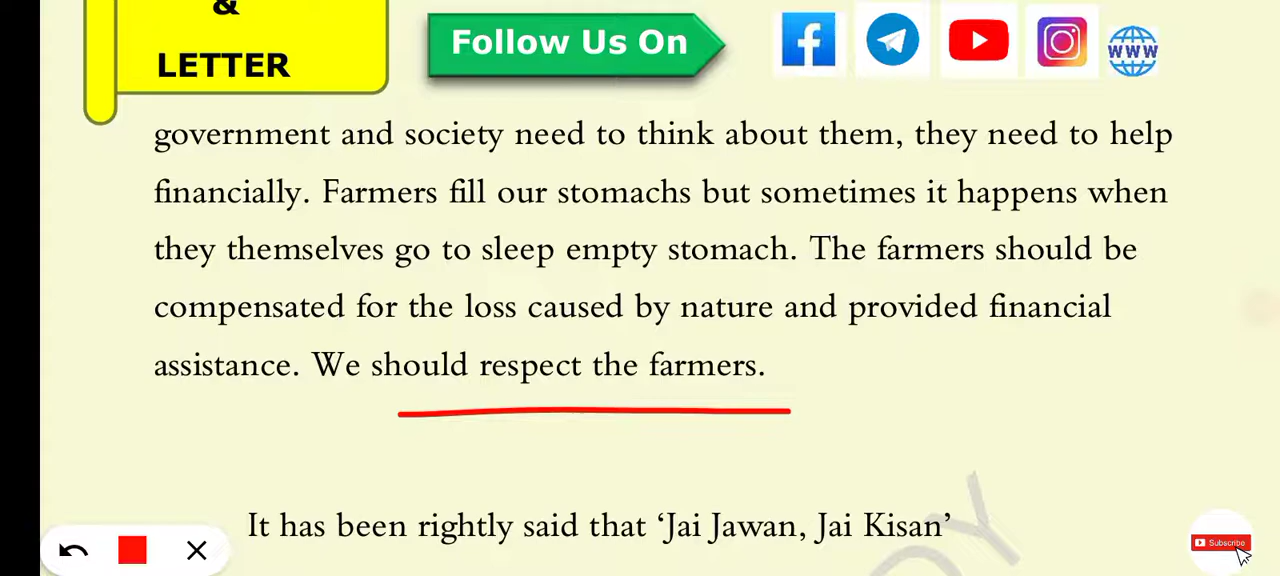 &
LETTER
Follow Us On
www
government and society need to think about them, they need to help
financially. Farmers fill our stomachs but sometimes it happens when
they themselves go to sleep empty stomach. The farmers should be
compensated for the loss caused by nature and provided financial
assistance. We should respect the farmers.
It has been rightly said that ‘Jai Jawan, Jai Kisan’
Subscribe